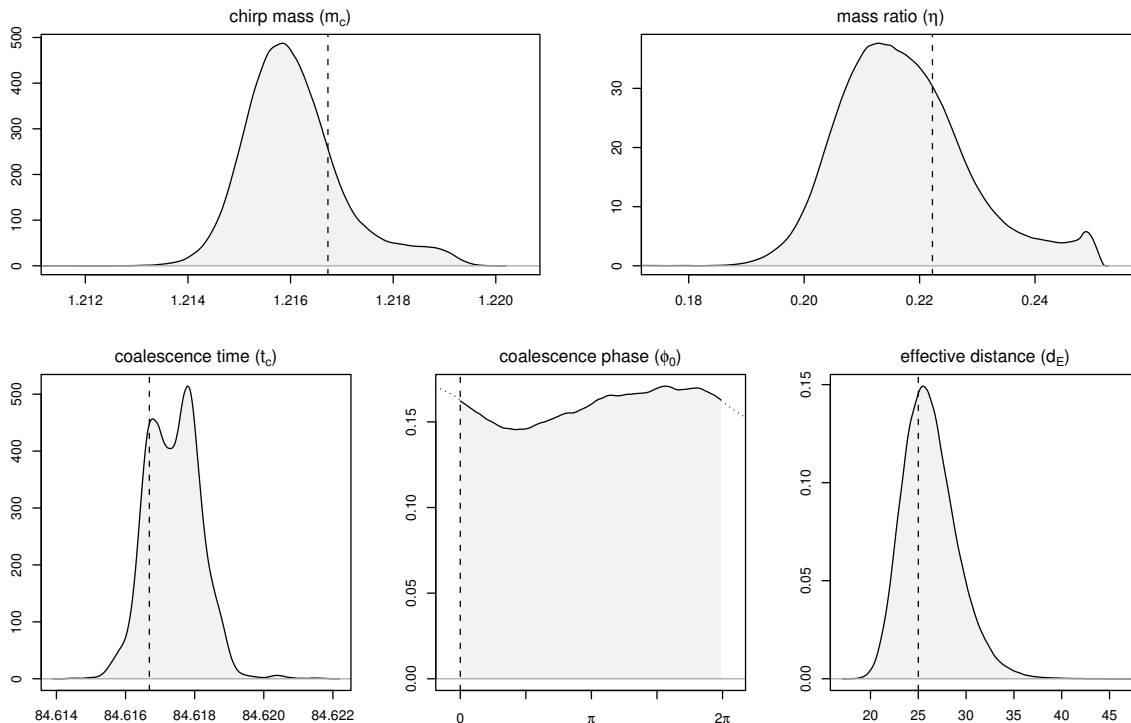 chirp mass (m_c)
500
400
300
200
100
0
1.212 1.214 1.216 1.218 1.220
mass ratio (η)
30
20
10
0
0.18 0.20 0.22 0.24
coalescence time (t_c)
500
400
300
200
100
0
84.614 84.616 84.618 84.620 84.622
coalescence phase (ϕ_0)
0.15
0.10
0.05
0.00
0 π 2π
effective distance (d_E)
0.15
0.10
0.05
0.00
20 25 30 35 40 45